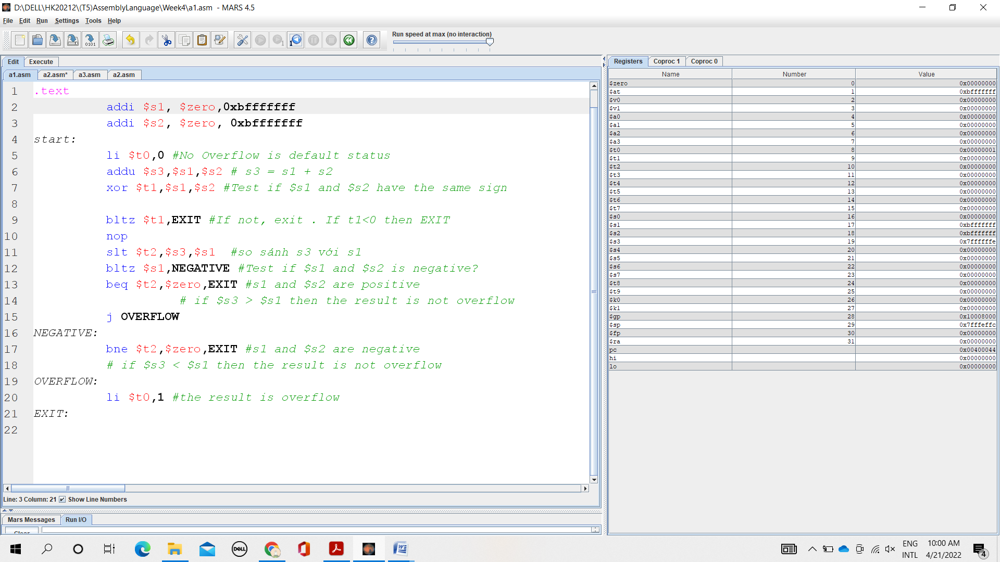 D:\DELL\HK20212\(T5)AssemblyLanguage\Week4\a1.asm - MARS 4.5
File Edit Run Settings Tools Help
Run speed at max (no interaction)
Edit Execute
a1.asm a2.asm* a3.asm a2.asm
1 .text
2 addi $s1, $zero,0xbfffffff
3 addi $s2, $zero, 0xbfffffff
4 start:
5 li $t0,0 #No Overflow is default status
6 addu $s3,$s1,$s2 # s3 = s1 + s2
7 xor $t1,$s1,$s2 #Test if $s1 and $s2 have the same sign
8
9 bltz $t1,EXIT #If not, exit . If t1<0 then EXIT
10 nop
11 slt $t2,$s3,$s1 #so sánh s3 với s1
12 bltz $s1,NEGATIVE #Test if $s1 and $s2 is negative?
13 beq $t2,$zero,EXIT #s1 and $s2 are positive
14 # if $s3 > $s1 then the result is not overflow
15 j OVERFLOW
16 NEGATIVE:
17 bne $t2,$zero,EXIT #s1 and $s2 are negative
18 # if $s3 < $s1 then the result is not overflow
19 OVERFLOW:
20 li $t0,1 #the result is overflow
21 EXIT:
22
Line: 3 Column: 21 Show Line Numbers
Mars Messages Run I/O
Clear
Registers Coproc 1 Coproc 0
Name Number Value
$zero 0 0x00000000
$at 1 0xbfffffff
$v0 2 0x00000000
$v1 3 0x00000000
$a0 4 0x00000000
$a1 5 0x00000000
$a2 6 0x00000000
$a3 7 0x00000000
$t0 8 0x00000001
$t1 9 0x00000000
$t2 10 0x00000000
$t3 11 0x00000000
$t4 12 0x00000000
$t5 13 0x00000000
$t6 14 0x00000000
$t7 15 0x00000000
$s0 16 0x00000000
$s1 17 0xbfffffff
$s2 18 0xbfffffff
$s3 19 0x7ffffffe
$s4 20 0x00000000
$s5 21 0x00000000
$s6 22 0x00000000
$s7 23 0x00000000
$t8 24 0x00000000
$t9 25 0x00000000
$k0 26 0x00000000
$k1 27 0x00000000
$gp 28 0x10008000
$sp 29 0x7fffeffc
$fp 30 0x00000000
$ra 31 0x00000000
pc 0x00400044
hi 0x00000000
lo 0x00000000
ENG 10:00 AM
INTL 4/21/2022
4